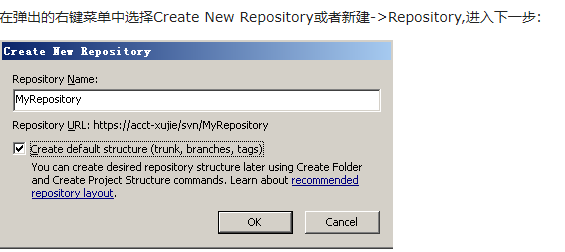 在弹出的右键菜单中选择Create New Repository或者新建->Repository,进入下一步:
Create New Repository
Repository Name:
MyRepository
Repository URL: https://acct-xujie/svn/MyRepository
Create default structure (trunk, branches, tags)
You can create desired repository structure later using Create Folder
and Create Project Structure commands. Learn about recommended
repository layout.
OK
Cancel